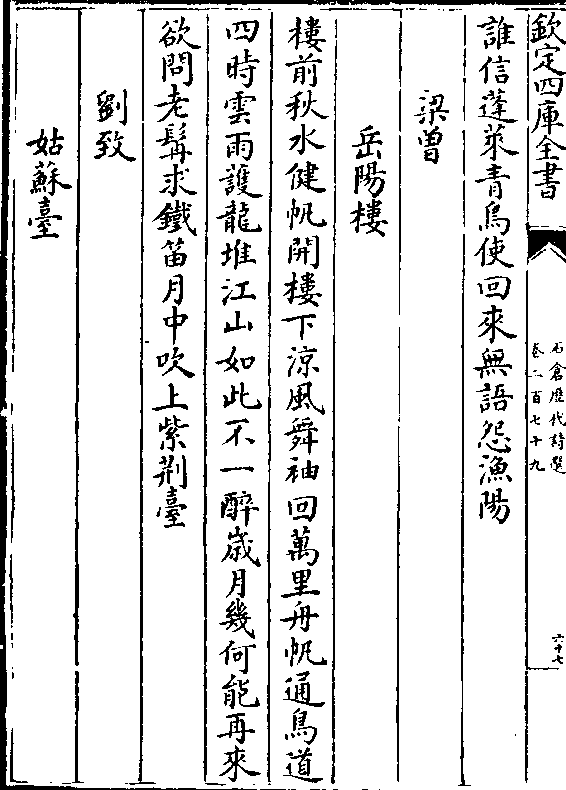 欽定四庫全書
石倉歷代詩選
卷二百七十九
六十七
誰信蓬萊青鳥使回來無語怨漁陽
梁曾
岳陽樓
樓前秋水健帆開樓下涼風舞袖回萬里舟帆通鳥道
四時雲雨護龍堆江山如此不一醉歲月幾何能再來
欲問老髯求鐵笛月中吹上紫荊臺
劉致
姑蘇臺